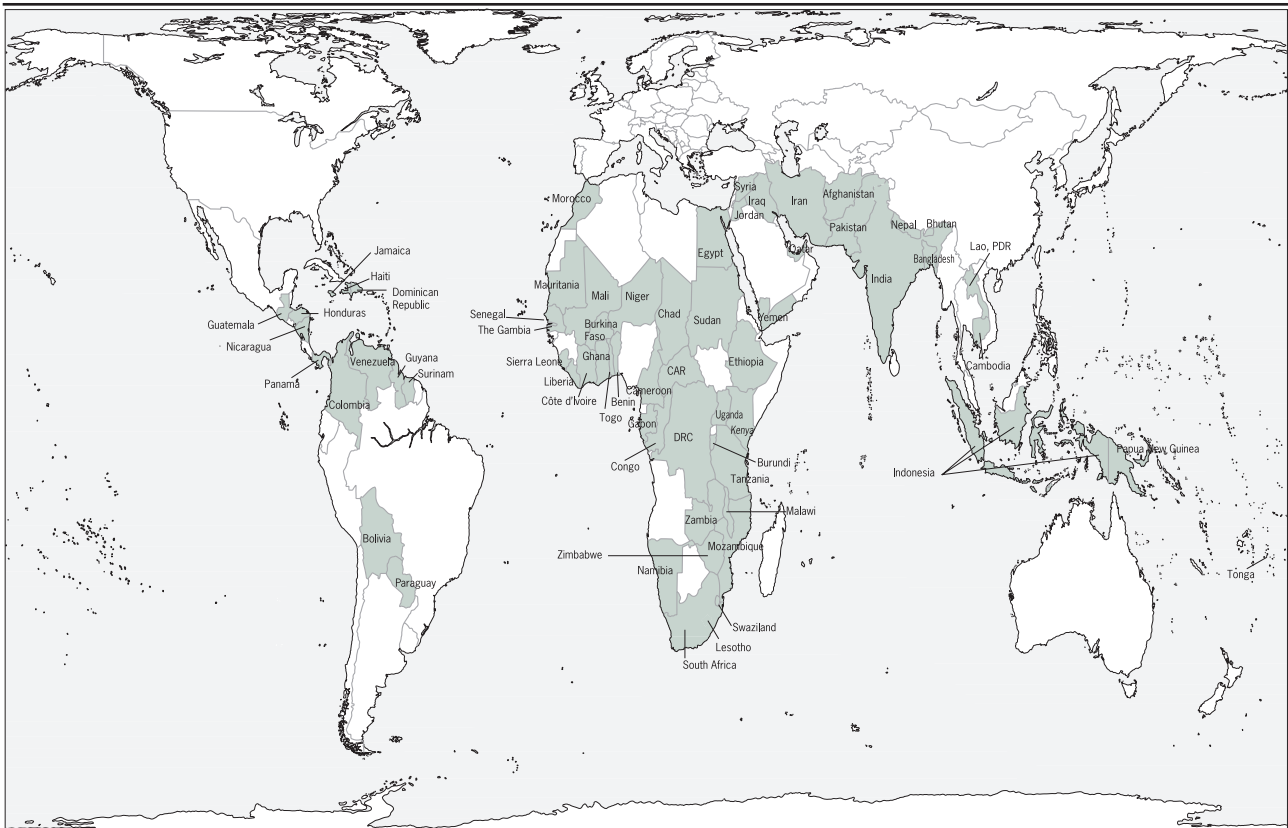 Jamaica
Haiti
Dominican
Republic
Honduras
Guatemala
Nicaragua
Panama
Venezuela
Guyana
Surinam
Colombia
Bolivia
Paraguay
Morocco
Mauritania
Mali
Niger
Chad
Sudan
Egypt
Senegal
The Gambia
Burkina
Faso
Ghana
Sierra Leone
Liberia
Côte d'Ivoire
Togo
Benin
Cameroon
CAR
Ethiopia
Gabon
Congo
DRC
Uganda
Kenya
Burundi
Tanzania
Malawi
Zambia
Mozambique
Zimbabwe
Namibia
Swaziland
Lesotho
South Africa
Syria
Iraq
Jordan
Iran
Afghanistan
Pakistan
Qatar
Yemen
Nepal
Bhutan
Bangladesh
India
Lao, PDR
Cambodia
Indonesia
Papua New Guinea
Tonga